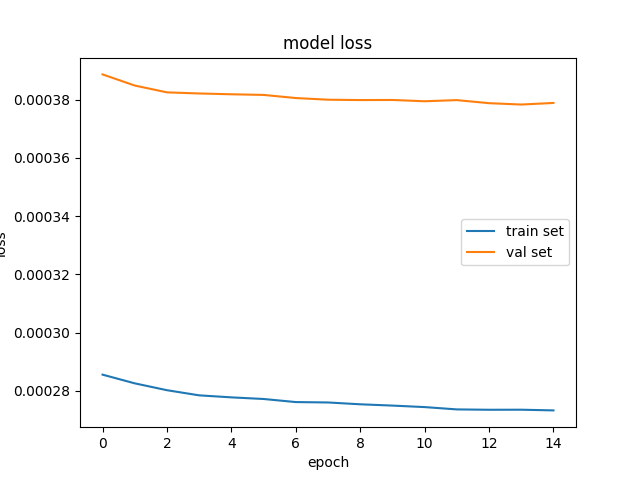 model loss
0.00038
0.00036
0.00034
0.00032
0.00030
0.00028
loss
train set
val set
0 2 4 6 8 10 12 14
epoch